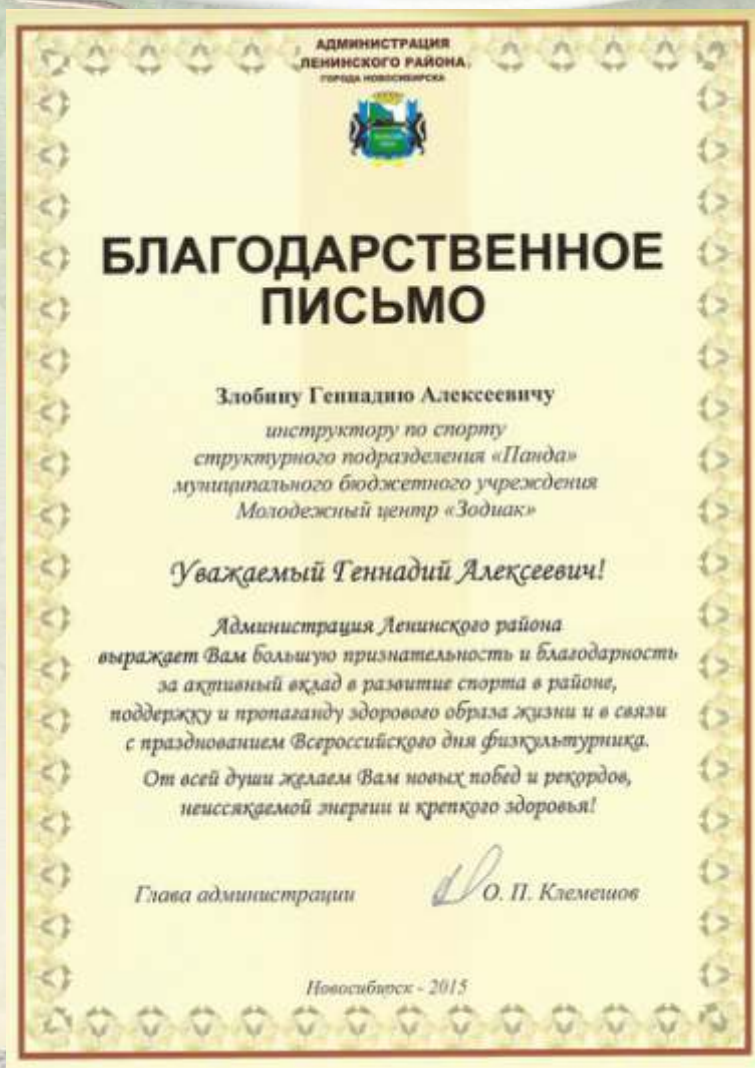 АДМИНИСТРАЦИЯ
ЛЕНИНСКОГО РАЙОНА
ГОРОДА НОВОСИБИРСКА
БЛАГОДАРСТВЕННОЕ
ПИСЬМО
Злобину Геннадию Алексеевичу
инструктору по спорту
структурного подразделения «Панда»
муниципального бюджетного учреждения
Молодежный центр «Зодиак»
Уважаемый Геннадий Алексеевич!
Администрация Ленинского района
выражает Вам большую признательность и благодарность
за активный вклад в развитие спорта в районе,
поддержку и пропаганду здорового образа жизни и в связи
с празднованием Всероссийского дня физкультурника.
От всей души желаем Вам новых побед и рекордов,
неиссякаемой энергии и крепкого здоровья!
Глава администрации О. П. Клемешов
Новосибирск - 2015